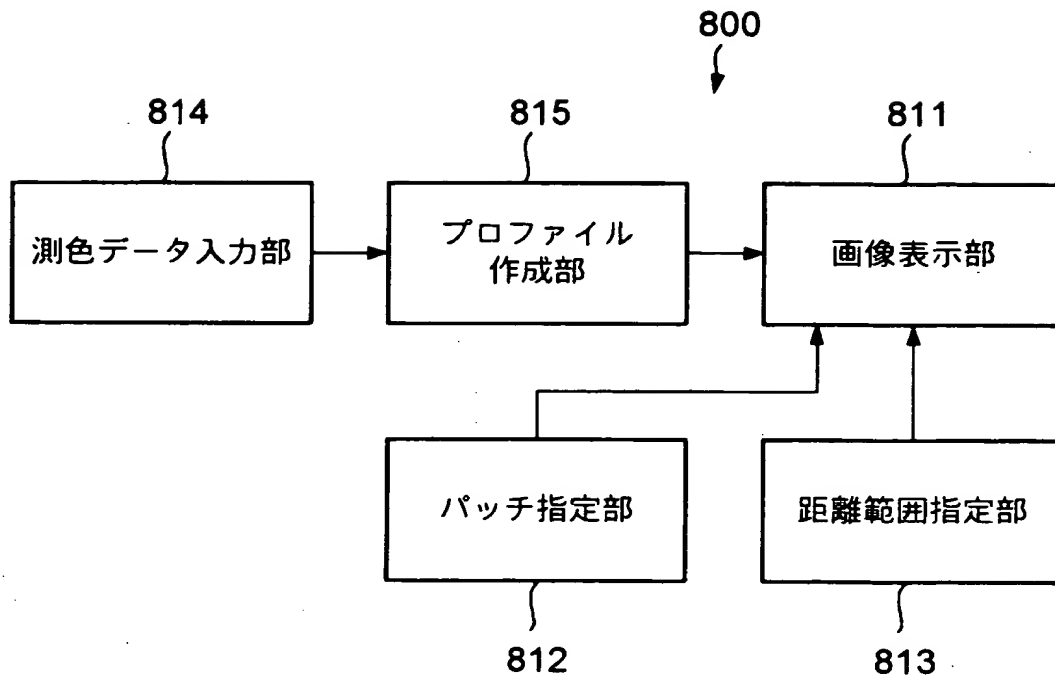 800
814
815
811
測色データ入力部
プロファイル
作成部
画像表示部
パッチ指定部
距離範囲指定部
812
813